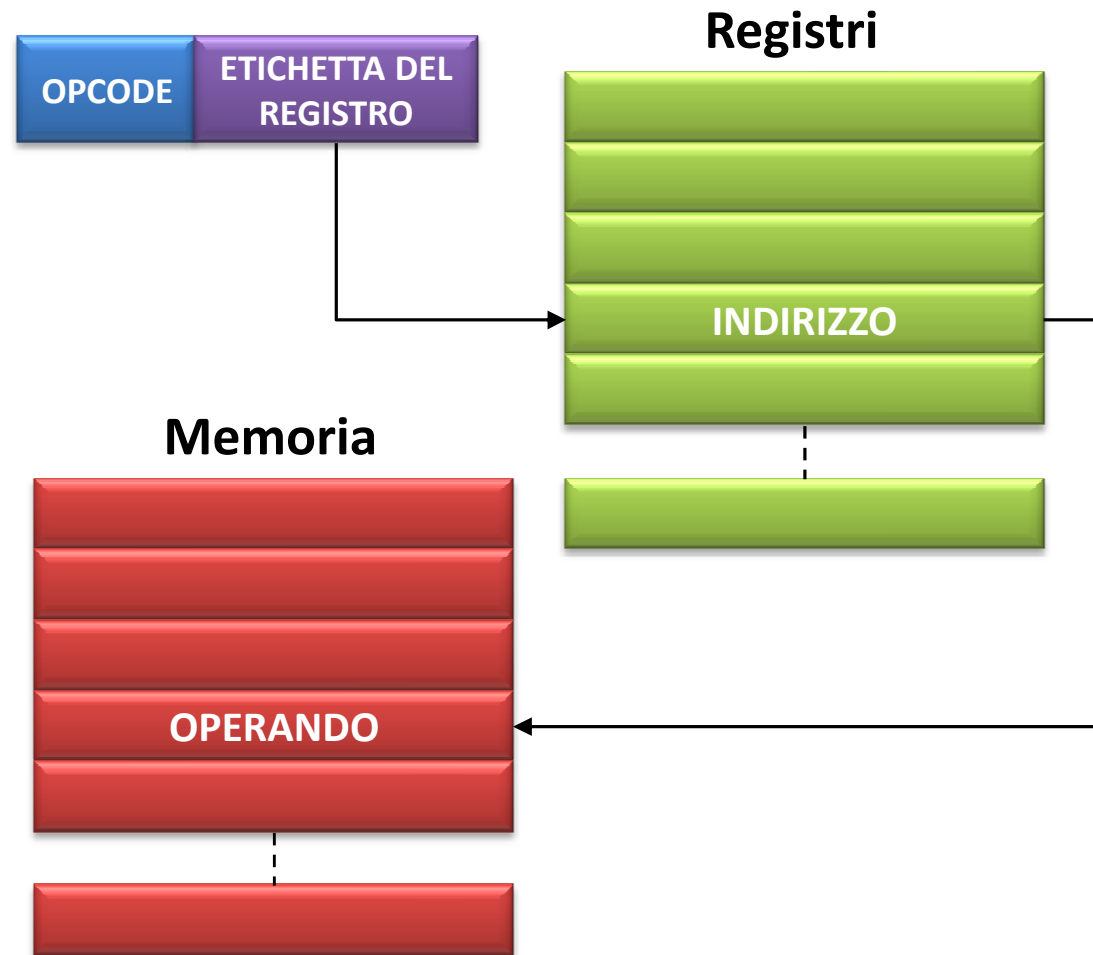 Registri
OPCODE
ETICHETTA DEL
REGISTRO
INDIRIZZO
Memoria
OPERANDO